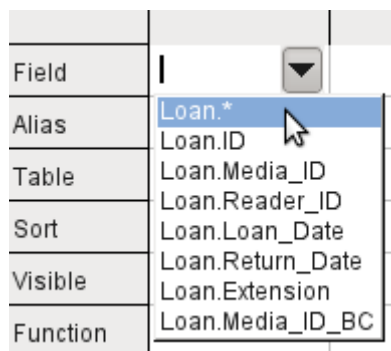 Field
Alias
Table
Sort
Visible
Function
Loan.*
Loan.ID
Loan.Media_ID
Loan.Reader_ID
Loan.Loan_Date
Loan.Return_Date
Loan.Extension
Loan.Media_ID_BC